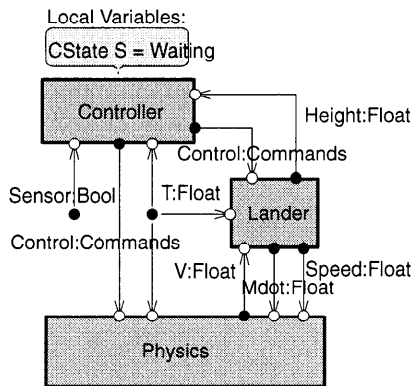 Local Variables:
CState S = Waiting
Controller
Height:Float
Control:Commands
Sensor:Bool
T:Float
Lander
Control:Commands
V:Float
Speed:Float
Mdot:Float
Physics